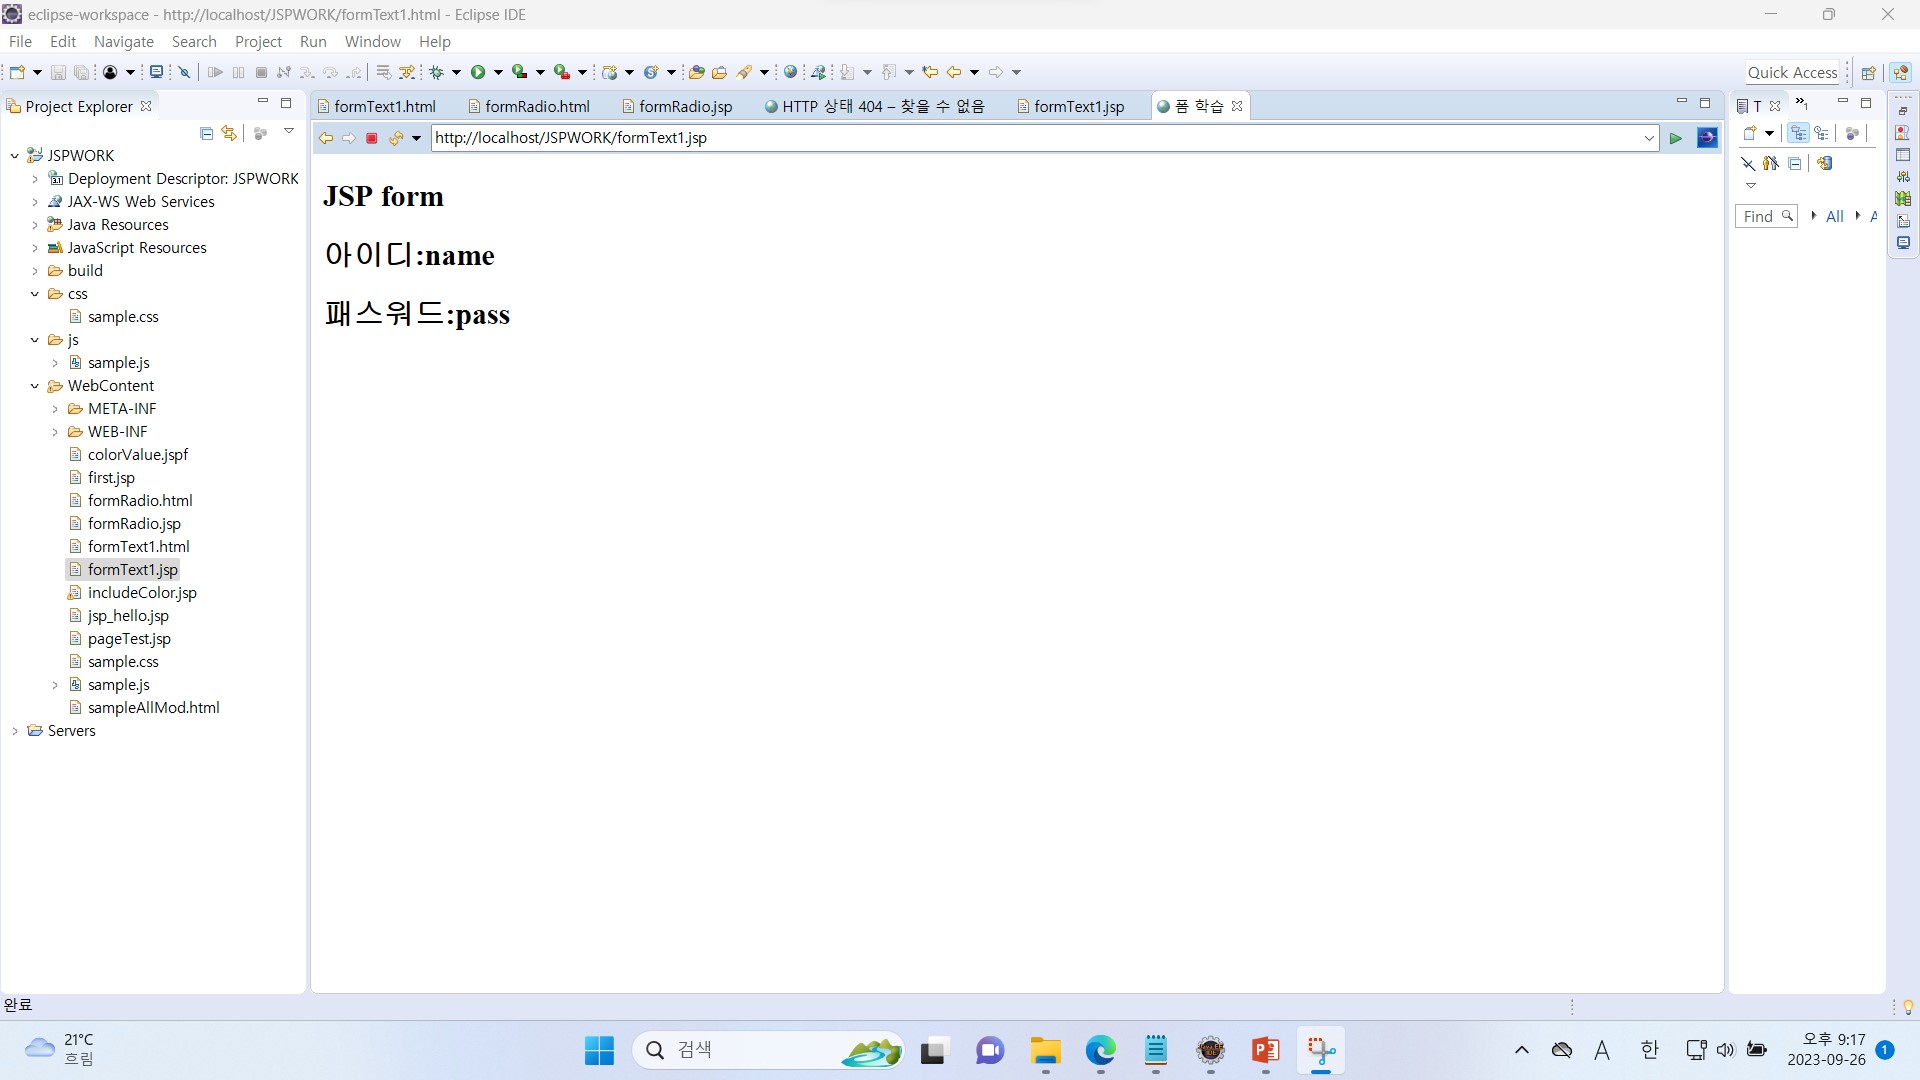 eclipse-workspace - http://localhost/JSPWORK/formText1.html - Eclipse IDE
File Edit Navigate Search Project Run Window Help
Quick Access
Project Explorer
formText1.html formRadio.html formRadio.jsp HTTP 상태 404 – 찾을 수 없음 formText1.jsp 폼 학습
T »1
http://localhost/JSPWORK/formText1.jsp
JSPWORK
Deployment Descriptor: JSPWORK
JAX-WS Web Services
Java Resources
JavaScript Resources
build
css
sample.css
js
sample.js
WebContent
META-INF
WEB-INF
colorValue.jspf
first.jsp
formRadio.html
formRadio.jsp
formText1.html
formText1.jsp
includeColor.jsp
jsp_hello.jsp
pageTest.jsp
sample.css
sample.js
sampleAllMod.html
Servers
JSP form
아이디:name
패스워드:pass
Find All A
완료
21°C
흐림
검색
A 한
오후 9:17
2023-09-26
1